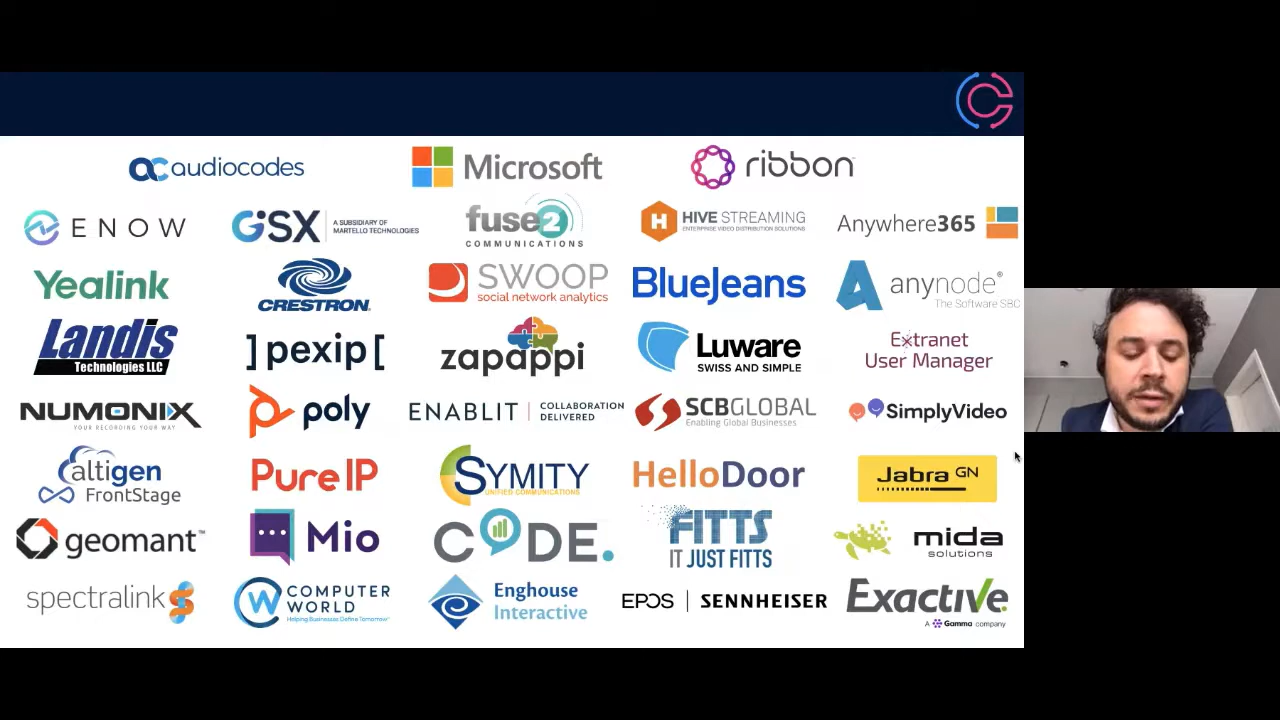 audiocodes
Microsoft
ribbon
ENOW
GSX
A SUBSIDIARY OF
MARTELLO TECHNOLOGIES
fuse2
COMMUNICATIONS
HIVE STREAMING
ENTERPRISE VIDEO DISTRIBUTION SOLUTIONS
Anywhere365
Yealink
CRESTRON
SWOOP
social network analytics
BlueJeans
anynode®
The Software SBC
Landis
Technologies LLC
]pexip[
zapappi
Luware
SWISS AND SIMPLE
Extranet
User Manager
NUMONIX
YOUR RECORDING YOUR WAY
poly
ENABLIT
COLLABORATION
DELIVERED
SCBGLOBAL
Enabling Global Businesses
SimplyVideo
altigen
FrontStage
PureIP
SYMITY
UNIFIED COMMUNICATIONS
HelloDoor
Jabra GN
geomant™
Mio
CODE.
FITTS
IT JUST FITTS
mida
solutions
spectralink
COMPUTER
WORLD
Helping Businesses Define Tomorrow
Enghouse
Interactive
EPOS | SENNHEISER
Exactive
A Gamma company